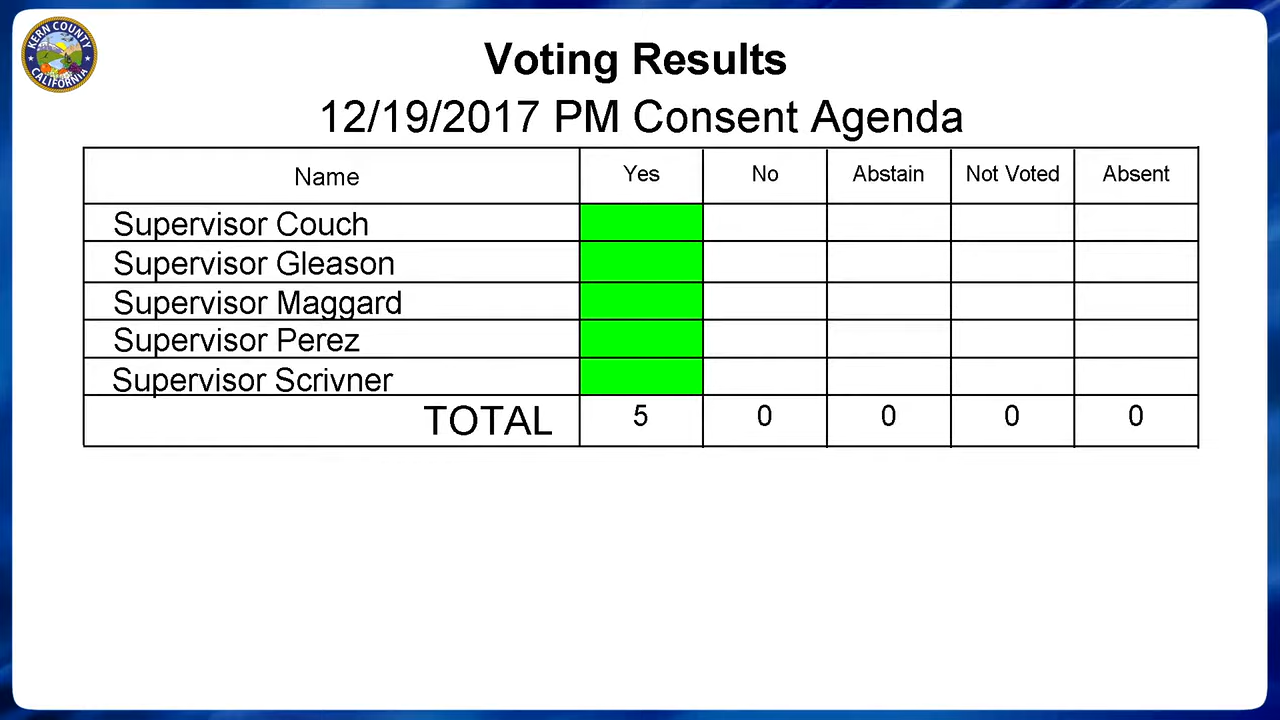 KERN COUNTY
CALIFORNIA
Voting Results
12/19/2017 PM Consent Agenda
Name Yes No Abstain Not Voted Absent
Supervisor Couch
Supervisor Gleason
Supervisor Maggard
Supervisor Perez
Supervisor Scrivner
TOTAL 5 0 0 0 0